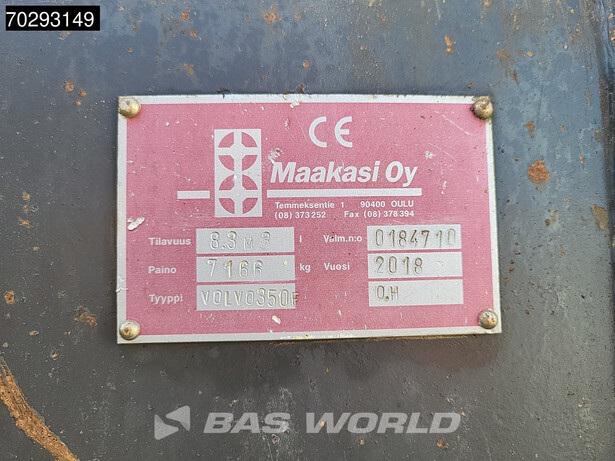 70293149
CE
Maakasi Oy
Temmeksentie 1 90400 OULU
(08) 373 252 Fax (08) 378 394
Tilavuus 8.3 M3 l Valm.n:o 0184710
Paino 7166 kg Vuosi 2018
Tyyppi VOLVO350F O.H
BAS WORLD